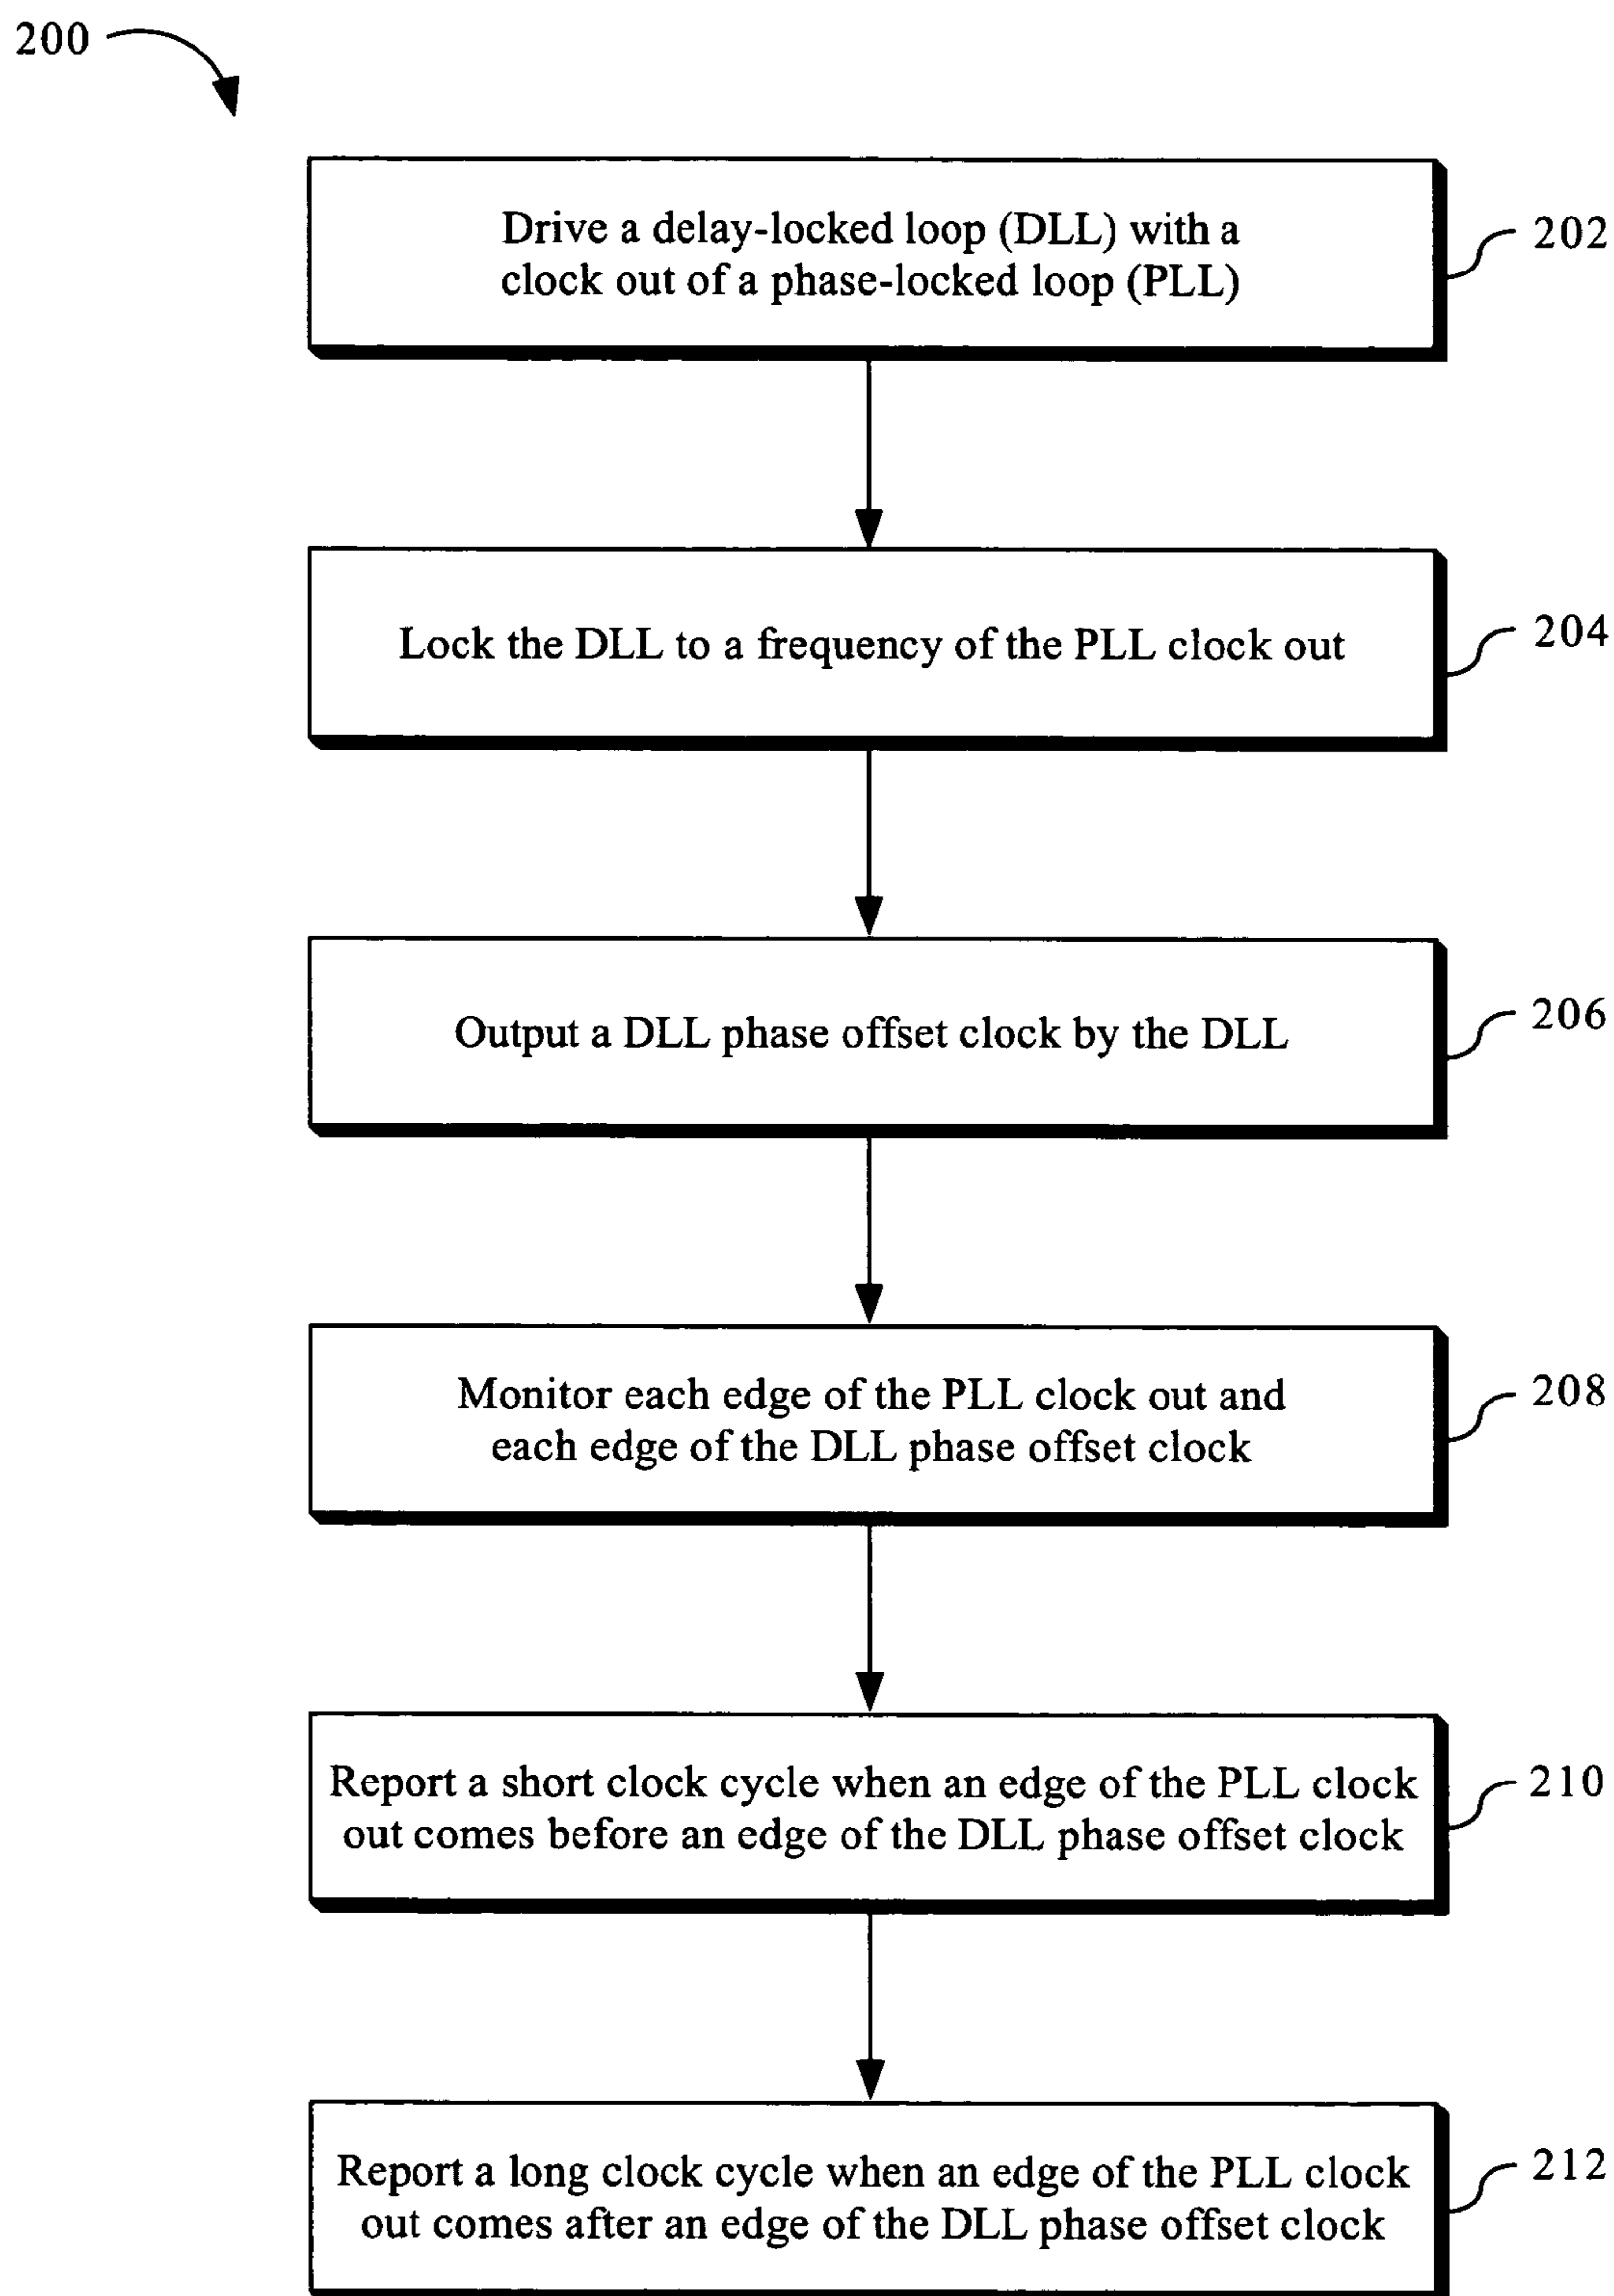 200
Drive a delay-locked loop (DLL) with a
clock out of a phase-locked loop (PLL)
202
Lock the DLL to a frequency of the PLL clock out
204
Output a DLL phase offset clock by the DLL
206
Monitor each edge of the PLL clock out and
each edge of the DLL phase offset clock
208
Report a short clock cycle when an edge of the PLL clock
out comes before an edge of the DLL phase offset clock
210
Report a long clock cycle when an edge of the PLL clock
out comes after an edge of the DLL phase offset clock
212